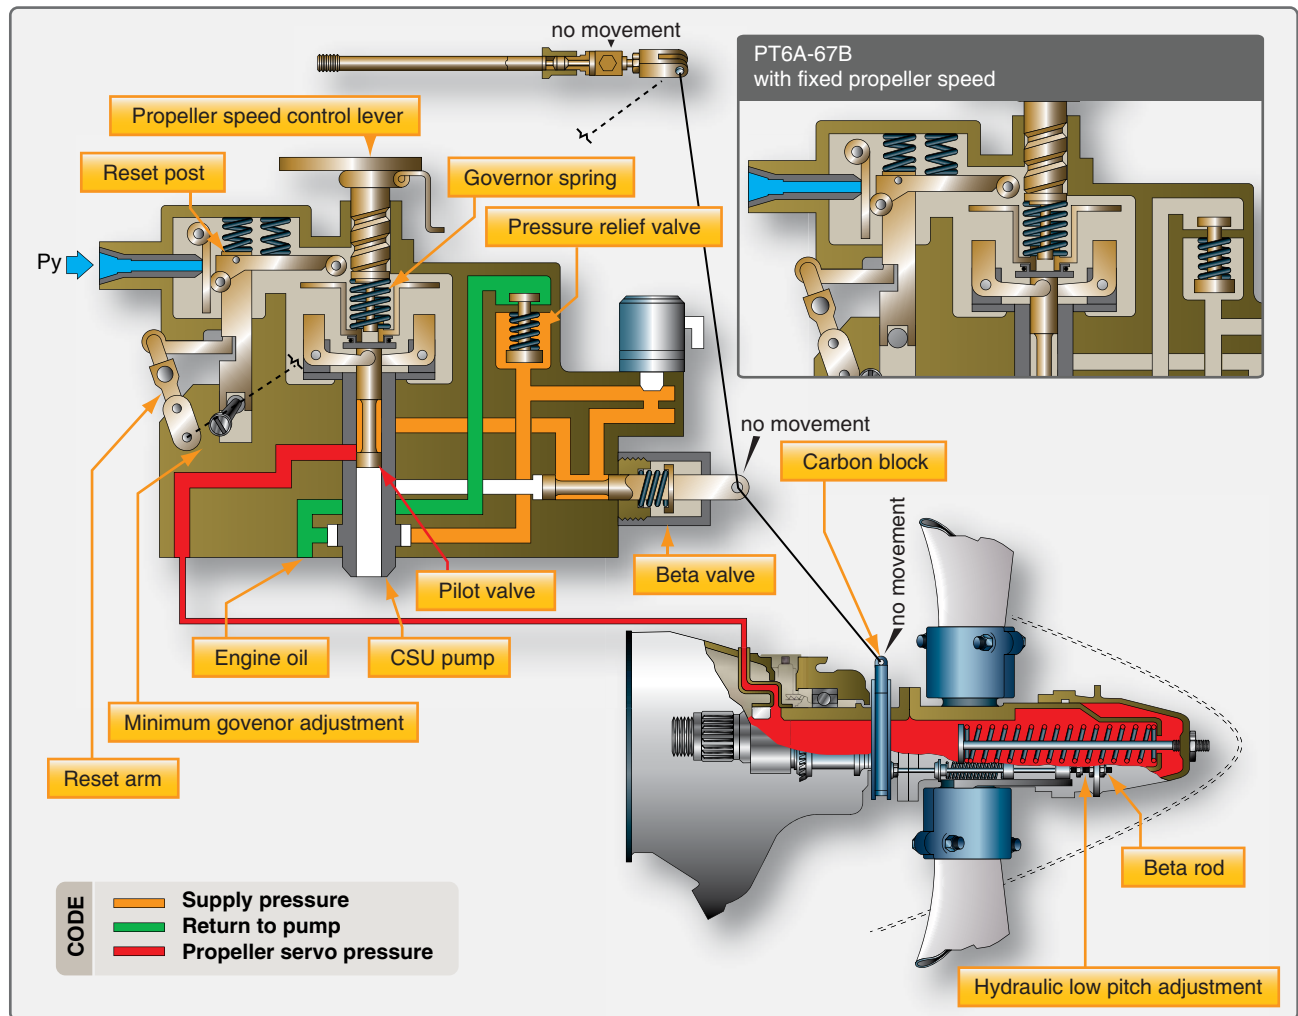 no movement
PT6A-67B
with fixed propeller speed
Propeller speed control lever
Reset post
Governor spring
Pressure relief valve
Py
no movement
Carbon block
no movement
Beta valve
Pilot valve
Engine oil
CSU pump
Minimum govenor adjustment
Reset arm
Beta rod
Hydraulic low pitch adjustment
CODE
Supply pressure
Return to pump
Propeller servo pressure